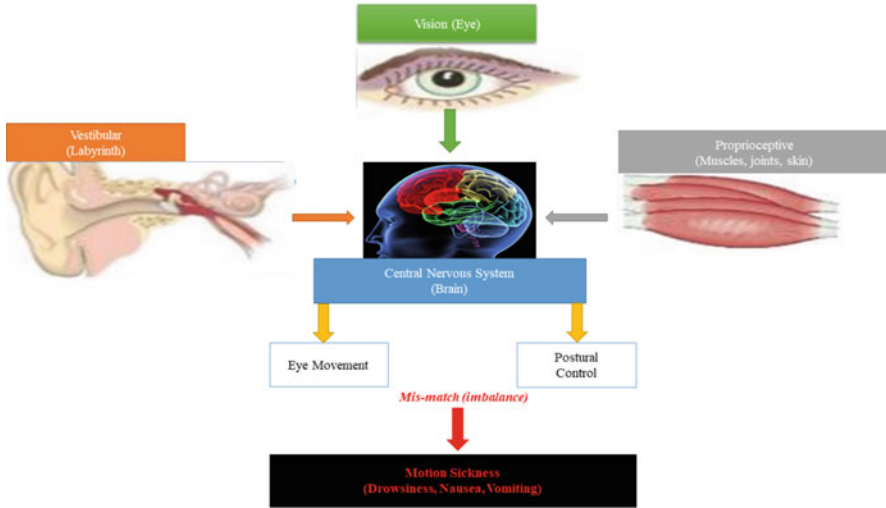 Vision (Eye)
Vestibular
(Labyrinth)
Proprioceptive
(Muscles, joints, skin)
Central Nervous System
(Brain)
Eye Movement
Postural
Control
Mis-match (imbalance)
Motion Sickness
(Drowsiness, Nausea, Vomiting)